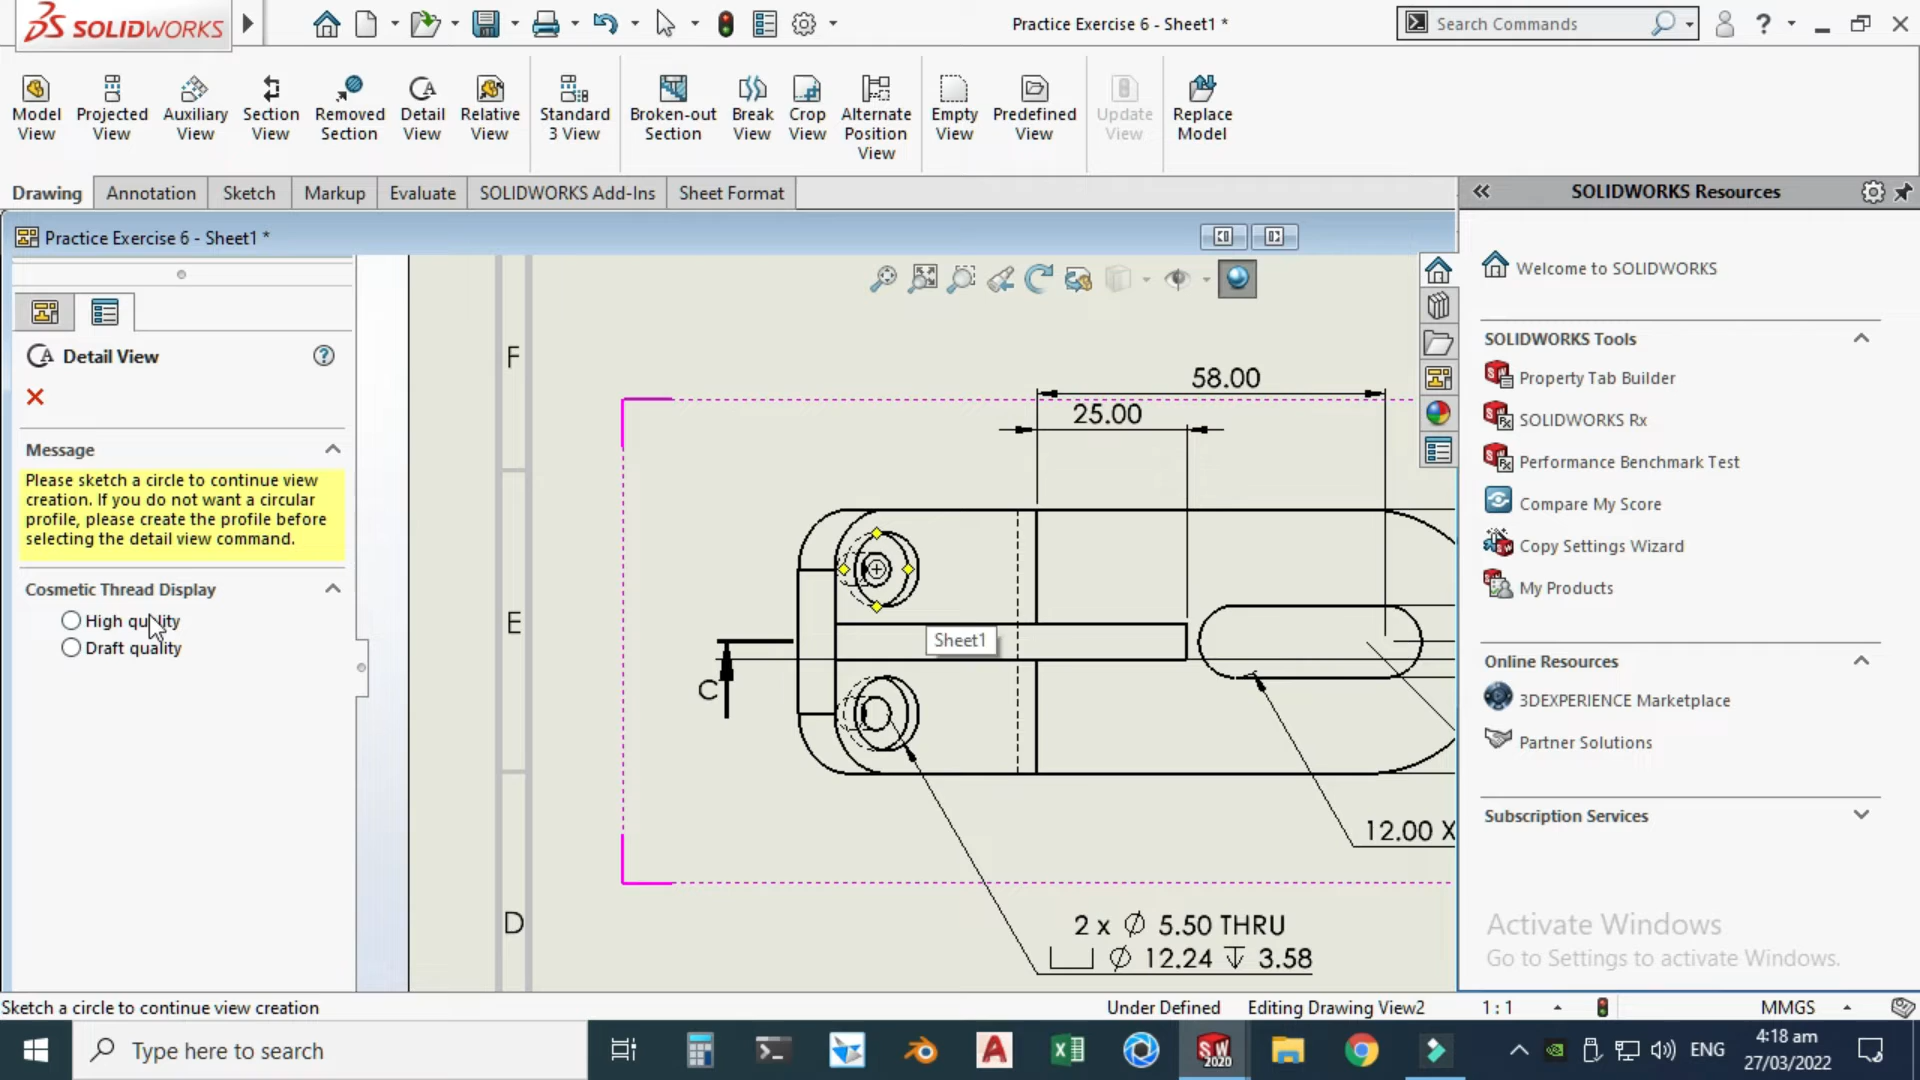 SOLIDWORKS
Practice Exercise 6 - Sheet1 *
Search Commands
?
Model View
Projected View
Auxiliary View
Section View
Removed Section
Detail View
Relative View
Standard 3 View
Broken-out Section
Break View
Crop View
Alternate Position View
Empty View
Predefined View
Update View
Replace Model
Drawing
Annotation
Sketch
Markup
Evaluate
SOLIDWORKS Add-Ins
Sheet Format
SOLIDWORKS Resources
Practice Exercise 6 - Sheet1 *
Detail View
?
Message
Please sketch a circle to continue view
creation. If you do not want a circular
profile, please create the profile before
selecting the detail view command.
Cosmetic Thread Display
High quality
Draft quality
F
E
D
58.00
25.00
Sheet1
C
12.00 X
2 x ∅ 5.50 THRU
⌴ ∅ 12.24 ↧ 3.58
Welcome to SOLIDWORKS
SOLIDWORKS Tools
Property Tab Builder
SOLIDWORKS Rx
Performance Benchmark Test
Compare My Score
Copy Settings Wizard
My Products
Online Resources
3DEXPERIENCE Marketplace
Partner Solutions
Subscription Services
Activate Windows
Go to Settings to activate Windows.
Sketch a circle to continue view creation
Under Defined
Editing Drawing View2
1 : 1
MMGS
Type here to search
SW
2020
ENG
4:18 am
27/03/2022